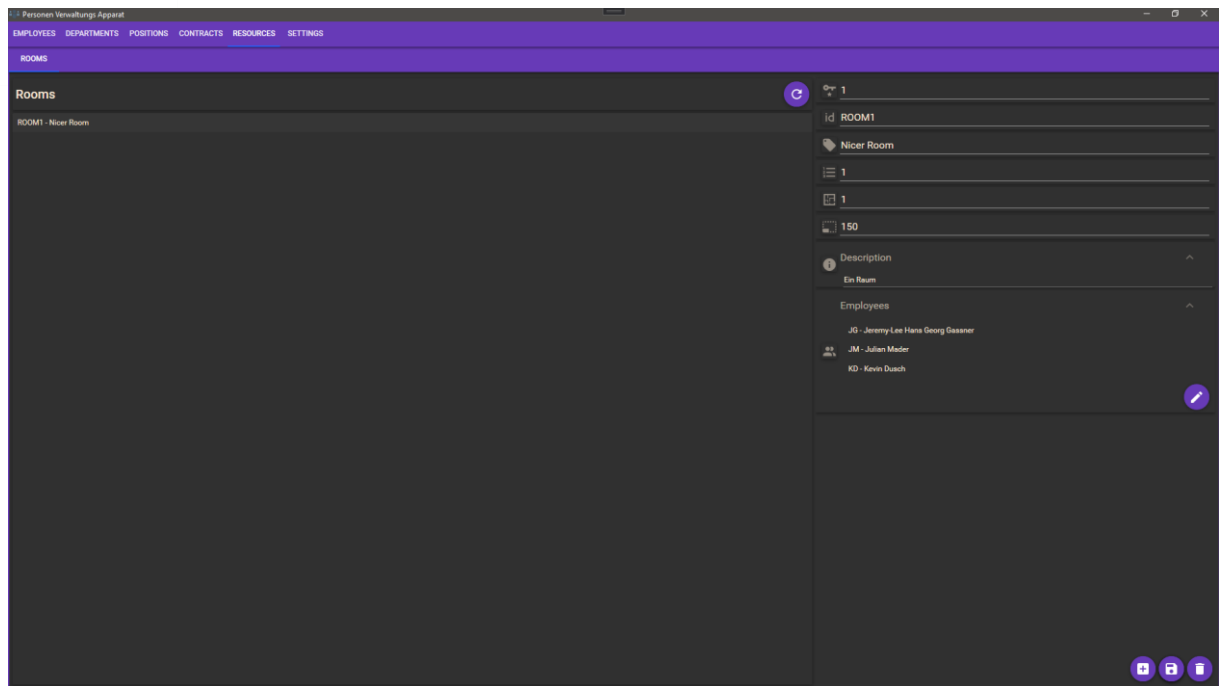 Personen Verwaltungs Apparat
EMPLOYEES DEPARTMENTS POSITIONS CONTRACTS RESOURCES SETTINGS
ROOMS
Rooms
ROOM1 - Nicer Room
1
id ROOM1
Nicer Room
1
1
150
Description
Ein Raum
Employees
JG - Jeremy-Lee Hans Georg Gassner
JM - Julian Mader
KD - Kevin Dusch